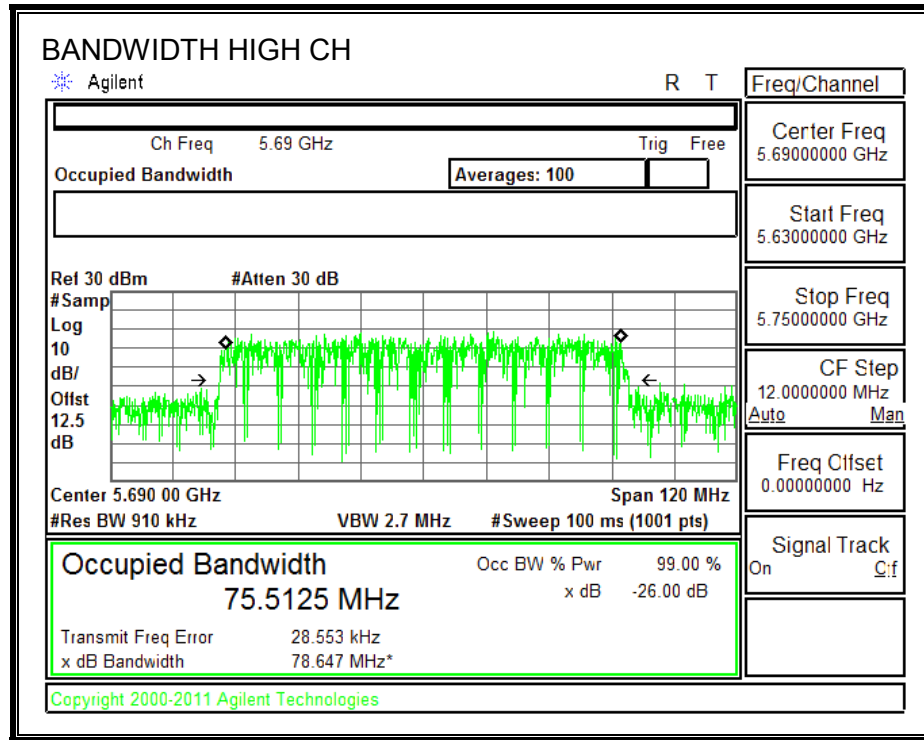 BANDWIDTH HIGH CH
Agilent R T
Freq/Channel
Ch Freq 5.69 GHz Trig Free
Occupied Bandwidth Averages: 100
Center Freq
5.69000000 GHz
Start Freq
5.63000000 GHz
Stop Freq
5.75000000 GHz
CF Step
12.0000000 MHz
Auto Man
Freq Offset
0.00000000 Hz
Signal Track
On Off
Ref 30 dBm #Atten 30 dB
#Samp
Log
10
dB/
Offst
12.5
dB
Center 5.690 00 GHz Span 120 MHz
#Res BW 910 kHz VBW 2.7 MHz #Sweep 100 ms (1001 pts)
Occupied Bandwidth
75.5125 MHz
Occ BW % Pwr 99.00 %
x dB -26.00 dB
Transmit Freq Error 28.553 kHz
x dB Bandwidth 78.647 MHz*
Copyright 2000-2011 Agilent Technologies